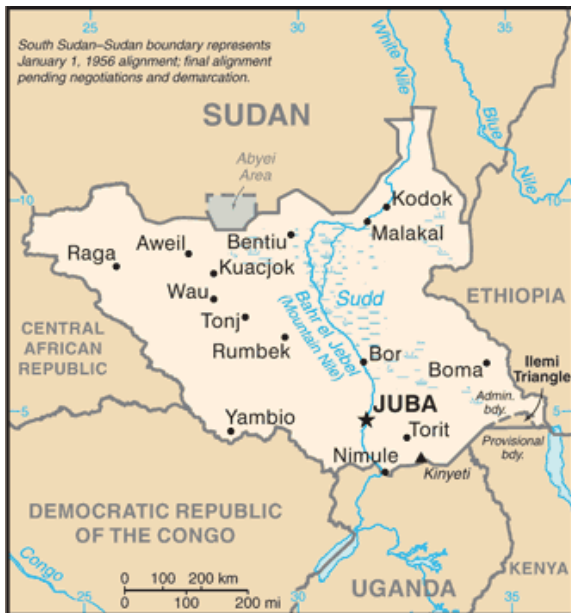 25
30
35
South Sudan–Sudan boundary represents
January 1, 1956 alignment; final alignment
pending negotiations and demarcation.
White Nile
Blue
Nile
SUDAN
Abyei
Area
10
10
Kodok
Malakal
Bentiu
Aweil
Raga
Kuacjok
Wau
Tonj
Rumbek
Sudd
Bahr el Jebel
(Mountain Nile)
ETHIOPIA
CENTRAL
AFRICAN
REPUBLIC
Bor
Boma
Ilemi
Triangle
Admin.
bdy.
JUBA
5
5
Yambio
Torit
Provisional
bdy.
Nimule
Kinyeti
DEMOCRATIC REPUBLIC
OF THE CONGO
Congo
0 100 200 km
0 100 200 mi
UGANDA
KENYA
25
30
35